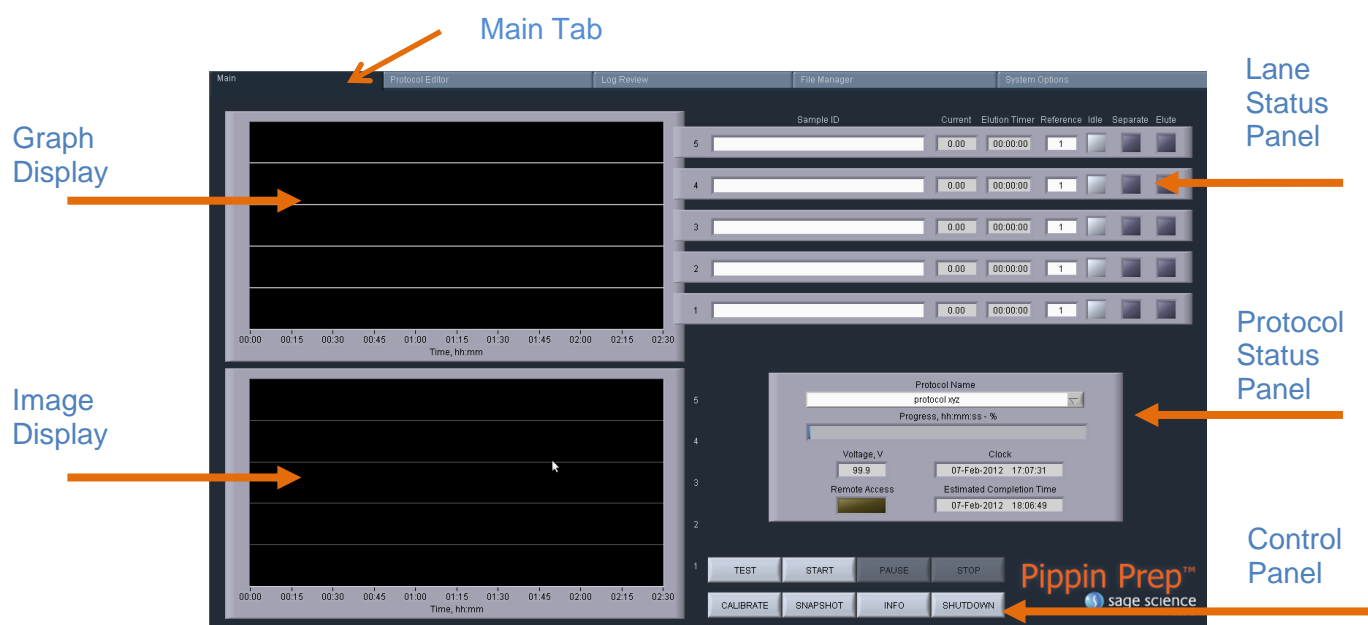 Main Tab
Main Protocol Editor Log Review File Manager System Options
Lane
Status
Panel
Graph
Display
Sample ID Current Elution Timer Reference Idle Separate Elute
5 0.00 00:00:00 1
4 0.00 00:00:00 1
3 0.00 00:00:00 1
2 0.00 00:00:00 1
1 0.00 00:00:00 1
00:00 00:15 00:30 00:45 01:00 01:15 01:30 01:45 02:00 02:15 02:30
Time, hh:mm
Protocol
Status
Panel
Image
Display
5
4
3
2
1
00:00 00:15 00:30 00:45 01:00 01:15 01:30 01:45 02:00 02:15 02:30
Time, hh:mm
Protocol Name
protocol xyz
Progress, hh:mm:ss - %
Voltage, V Clock
99.9 07-Feb-2012 17:07:31
Remote Access Estimated Completion Time
07-Feb-2012 18:06:49
Control
Panel
TEST START PAUSE STOP
CALIBRATE SNAPSHOT INFO SHUTDOWN
Pippin Prep™
sage science